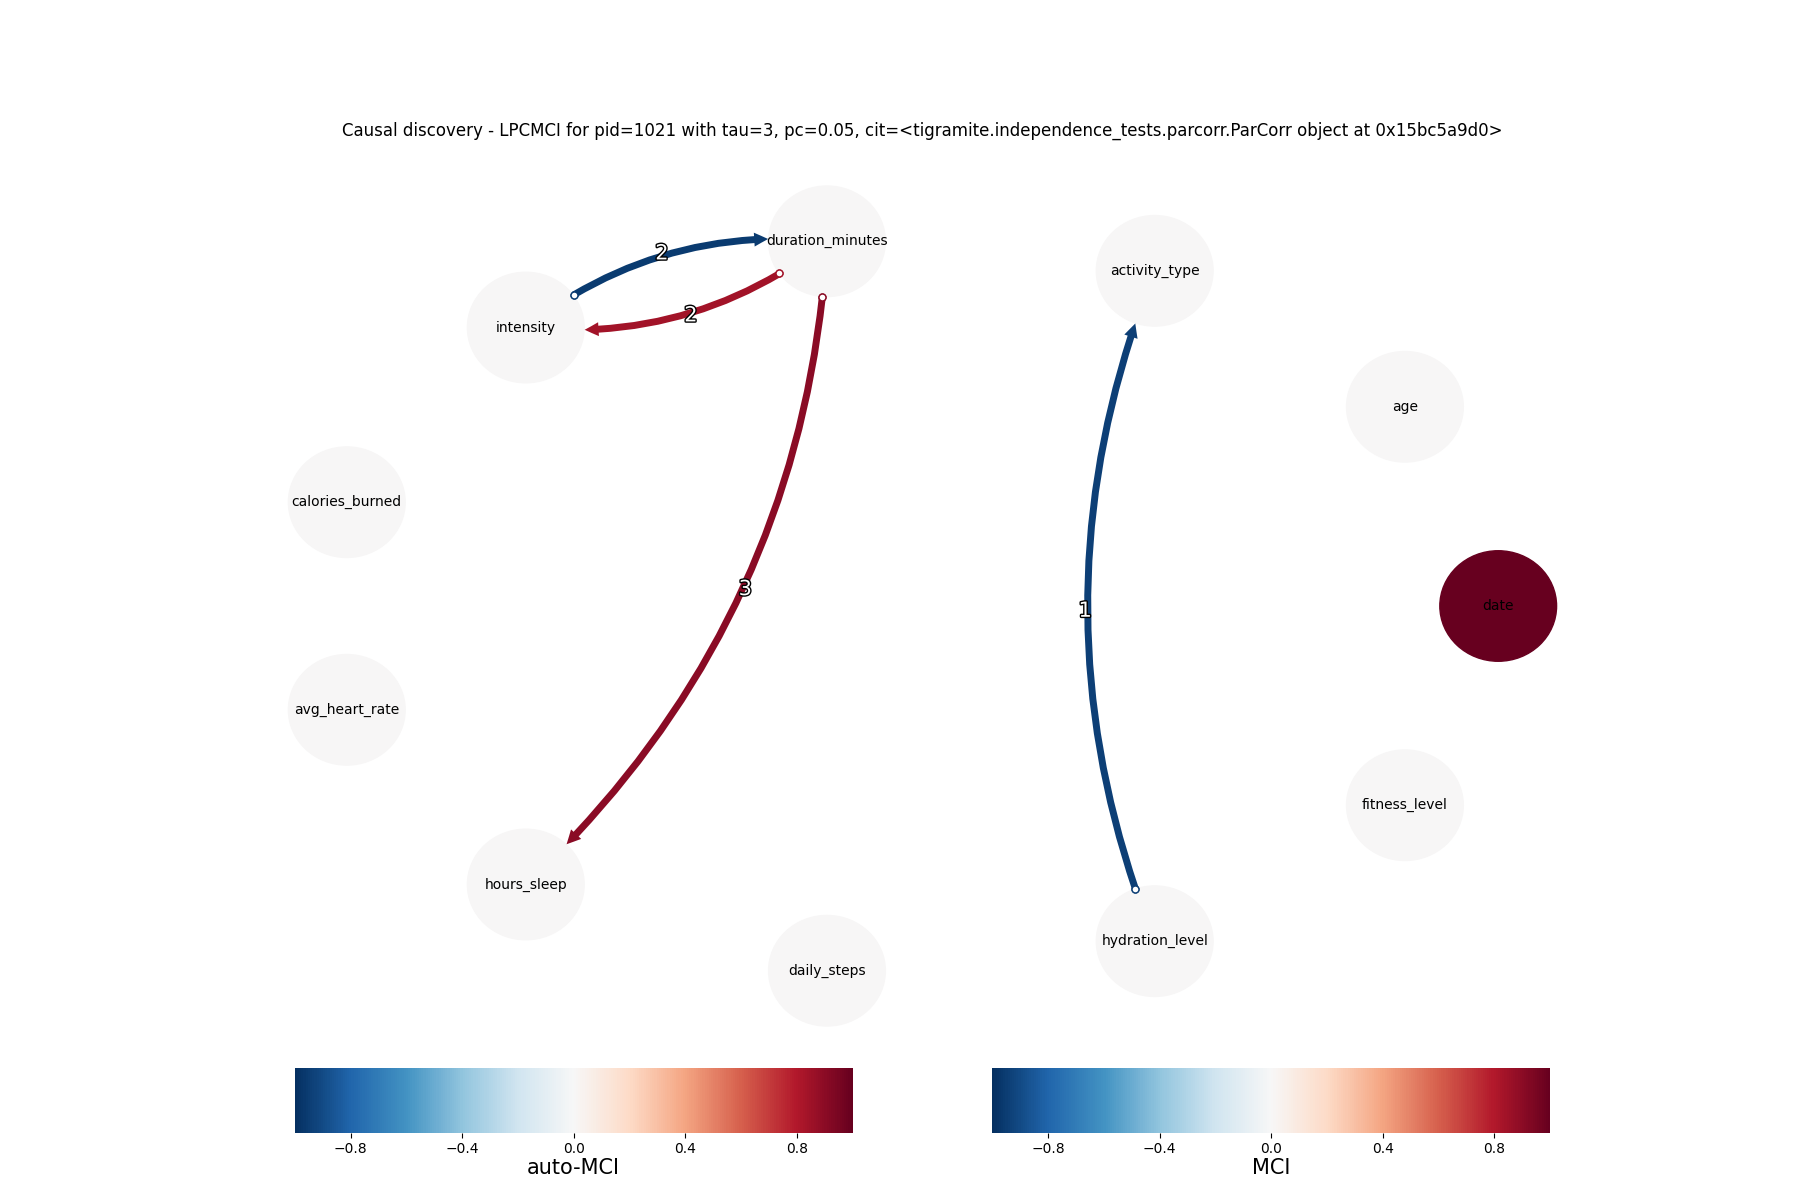 Causal discovery - LPCMCI for pid=1021 with tau=3, pc=0.05, cit=<tigramite.independence_tests.parcorr.ParCorr object at 0x15bc5a9d0>
duration_minutes
2
activity_type
2
intensity
age
calories_burned
3
date
1
avg_heart_rate
fitness_level
hours_sleep
hydration_level
daily_steps
−0.8 −0.4 0.0 0.4 0.8
auto-MCI
−0.8 −0.4 0.0 0.4 0.8
MCI